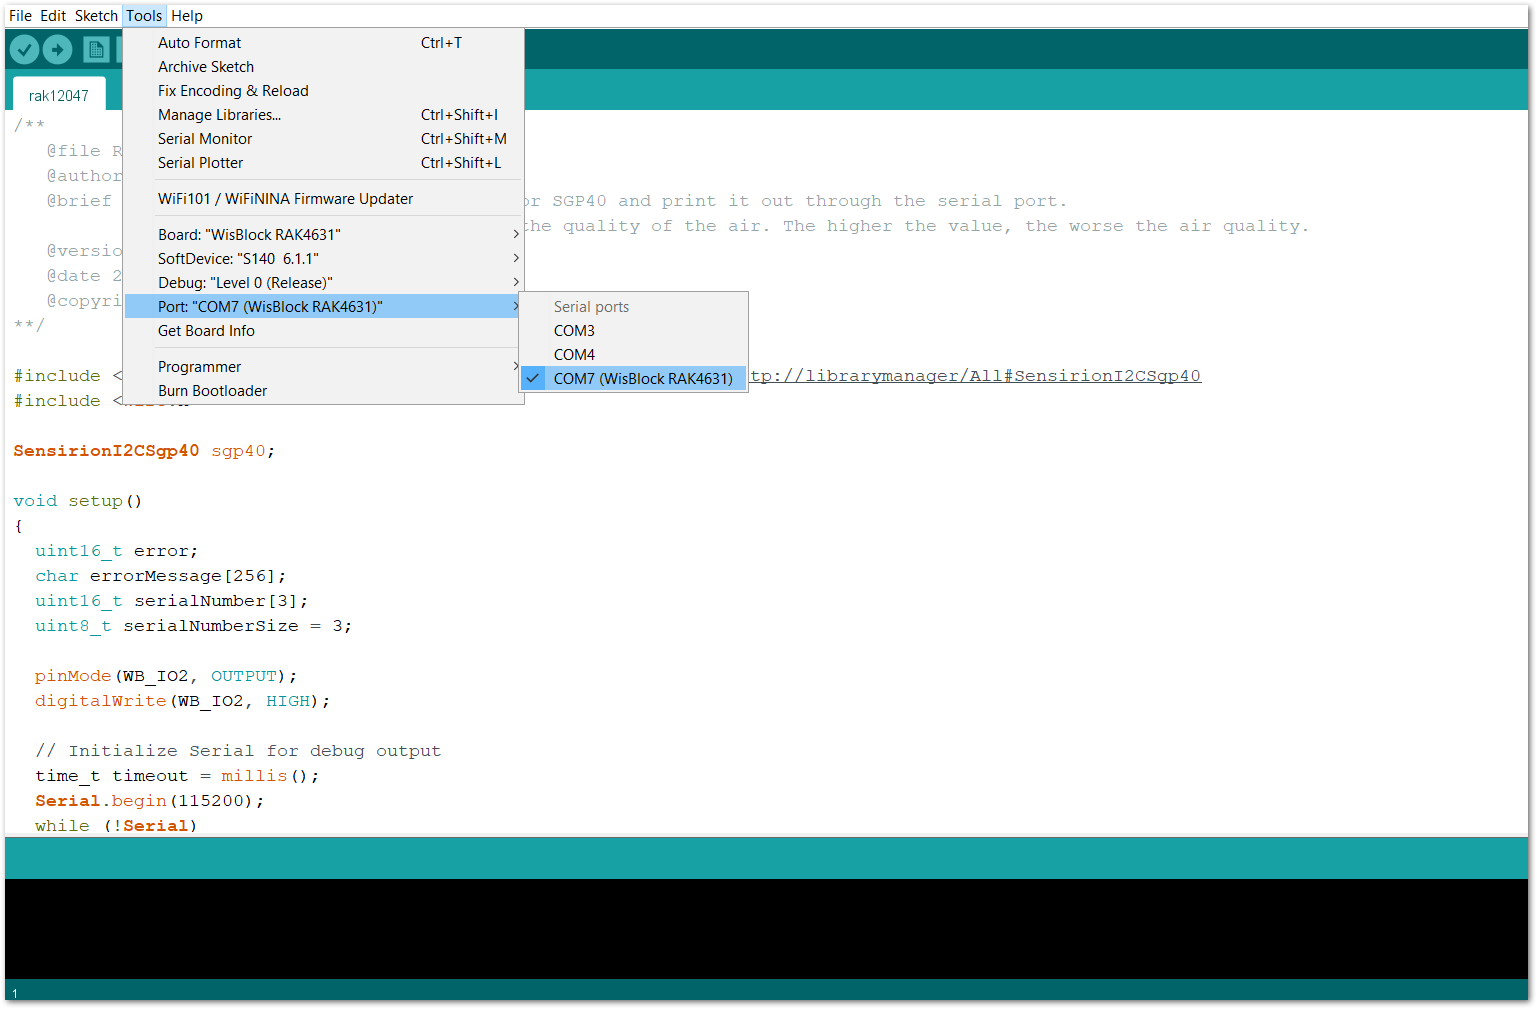 File Edit Sketch Tools Help
rak12047
Auto Format Ctrl+T
Archive Sketch
Fix Encoding & Reload
Manage Libraries... Ctrl+Shift+I
Serial Monitor Ctrl+Shift+M
Serial Plotter Ctrl+Shift+L
WiFi101 / WiFiNINA Firmware Updater
Board: "WisBlock RAK4631"
SoftDevice: "S140 6.1.1"
Debug: "Level 0 (Release)"
Port: "COM7 (WisBlock RAK4631)"
Get Board Info
Programmer
Burn Bootloader
Serial ports
COM3
COM4
COM7 (WisBlock RAK4631)
/**
@file R
@author
@brief or SGP40 and print it out through the serial port.
the quality of the air. The higher the value, the worse the air quality.
@versio
@date 2
@copyri
**/
#include < tp://librarymanager/All#SensirionI2CSgp40
#include <
SensirionI2CSgp40 sgp40;
void setup()
{
uint16_t error;
char errorMessage[256];
uint16_t serialNumber[3];
uint8_t serialNumberSize = 3;
pinMode(WB_IO2, OUTPUT);
digitalWrite(WB_IO2, HIGH);
// Initialize Serial for debug output
time_t timeout = millis();
Serial.begin(115200);
while (!Serial)
1